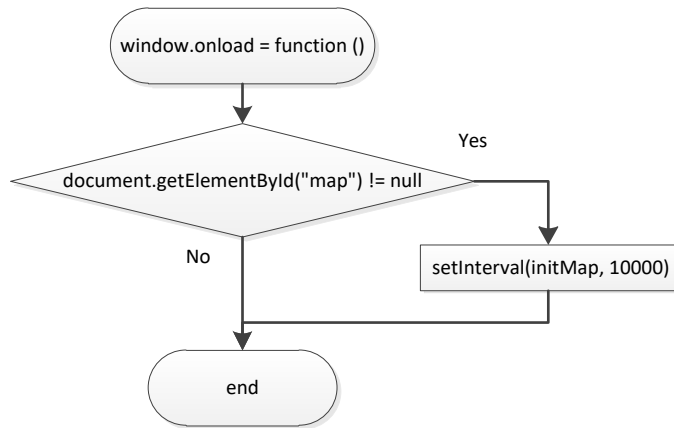 window.onload = function ()
Yes
document.getElementById("map") != null
No
setInterval(initMap, 10000)
end